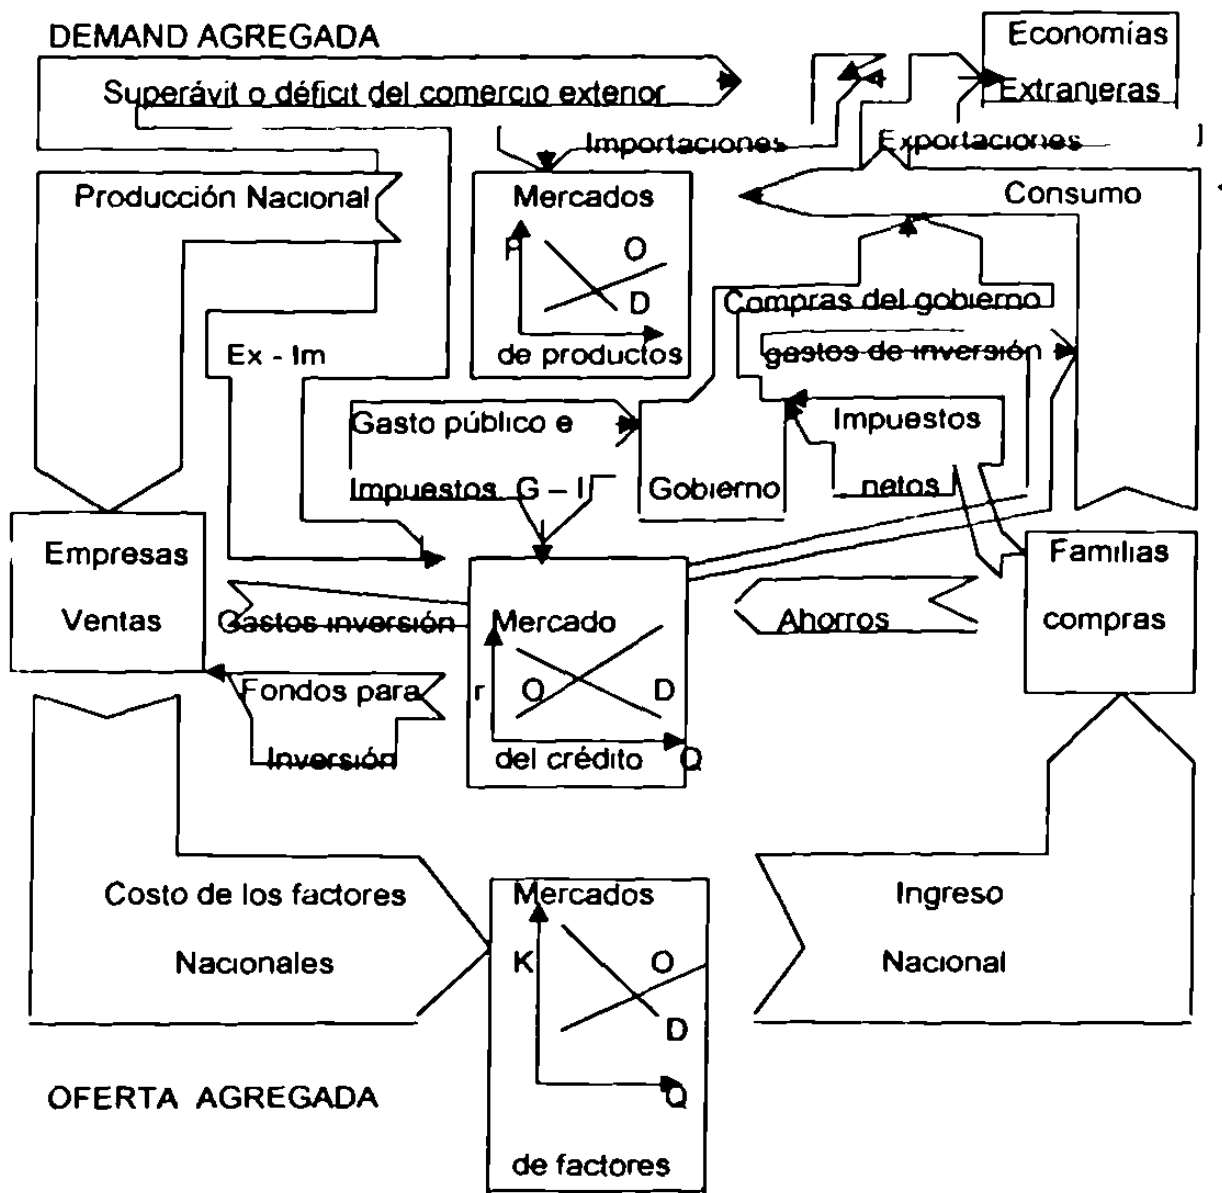 DEMAND AGREGADA
Economías
Extranjeras
Superávit o déficit del comercio exterior
Importaciones
Exportaciones
Producción Nacional
Mercados
Consumo
P
O
D
de productos
Compras del gobierno
gastos de inversión
Ex - Im
Gasto público e
Impuestos G – I
Gobierno
Impuestos
netos
Empresas
Ventas
Gastos inversión
Mercado
Ahorros
Familias
compras
Fondos para
Inversión
r
O
D
del crédito
Q
Costo de los factores
Nacionales
Mercados
K
O
D
Q
de factores
Ingreso
Nacional
OFERTA AGREGADA